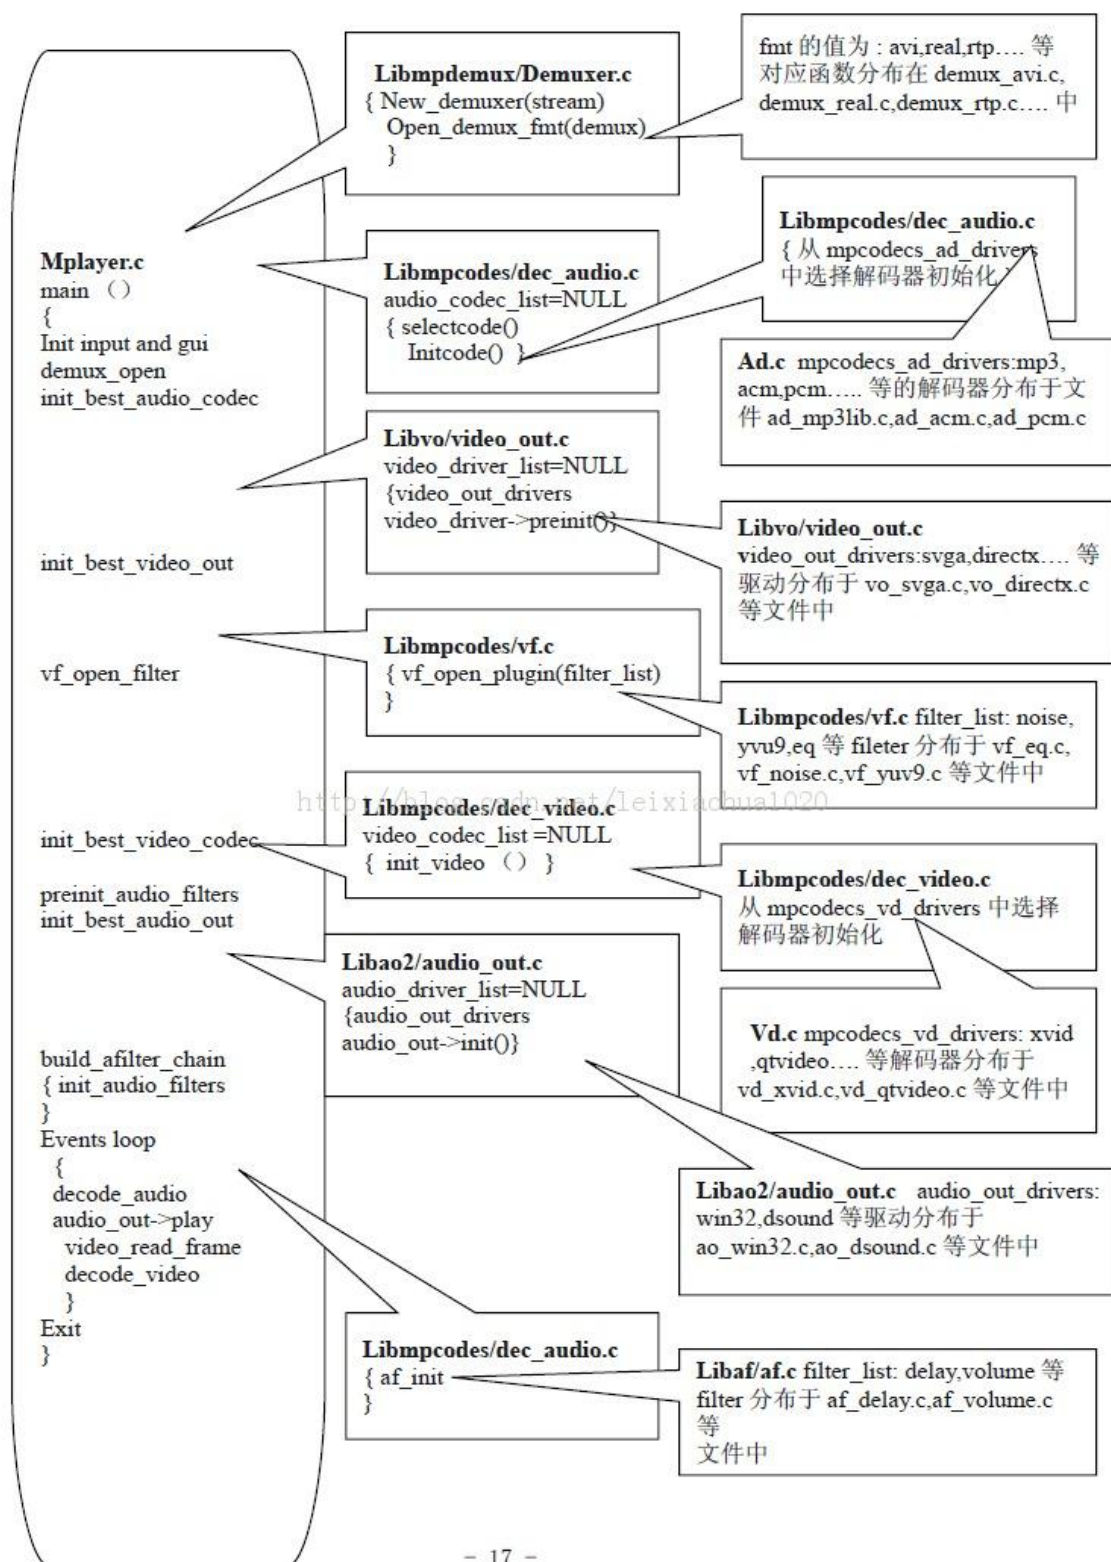 Mplayer.c
main （）
{
Init input and gui
demux_open
init_best_audio_codec
init_best_video_out
vf_open_filter
init_best_video_codec
preinit_audio_filters
init_best_audio_out
build_afilter_chain
{ init_audio_filters
}
Events loop
{
decode_audio
audio_out->play
video_read_frame
decode_video
}
Exit
}
Libmpdemux/Demuxer.c
{ New_demuxer(stream)
Open_demux_fmt(demux)
}
fmt 的值为 : avi,real,rtp…. 等
对应函数分布在 demux_avi.c,
demux_real.c,demux_rtp.c…. 中
Libmpcodes/dec_audio.c
audio_codec_list=NULL
{ selectcode()
Initcode() }
Libmpcodes/dec_audio.c
{ 从 mpcodecs_ad_drivers
中选择解码器初始化 }
Ad.c mpcodecs_ad_drivers:mp3,
acm,pcm….. 等的解码器分布于文
件 ad_mp3lib.c,ad_acm.c,ad_pcm.c
Libvo/video_out.c
video_driver_list=NULL
{video_out_drivers
video_driver->preinit()}
Libvo/video_out.c
video_out_drivers:svga,directx…. 等
驱动分布于 vo_svga.c,vo_directx.c
等文件中
Libmpcodes/vf.c
{ vf_open_plugin(filter_list)
}
Libmpcodes/vf.c filter_list: noise,
yvu9,eq 等 fileter 分布于 vf_eq.c,
vf_noise.c,vf_yuv9.c 等文件中
http://blog.csdn.net/leixiaohua1020
Libmpcodes/dec_video.c
video_codec_list =NULL
{ init_video （） }
Libmpcodes/dec_video.c
从 mpcodecs_vd_drivers 中选择
解码器初始化
Vd.c mpcodecs_vd_drivers: xvid
,qtvideo…. 等解码器分布于
vd_xvid.c,vd_qtvideo.c 等文件中
Libao2/audio_out.c
audio_driver_list=NULL
{audio_out_drivers
audio_out->init()}
Libao2/audio_out.c audio_out_drivers:
win32,dsound 等驱动分布于
ao_win32.c,ao_dsound.c 等文件中
Libmpcodes/dec_audio.c
{ af_init
}
Libaf/af.c filter_list: delay,volume 等
filter 分布于 af_delay.c,af_volume.c
等
文件中
- 17 -